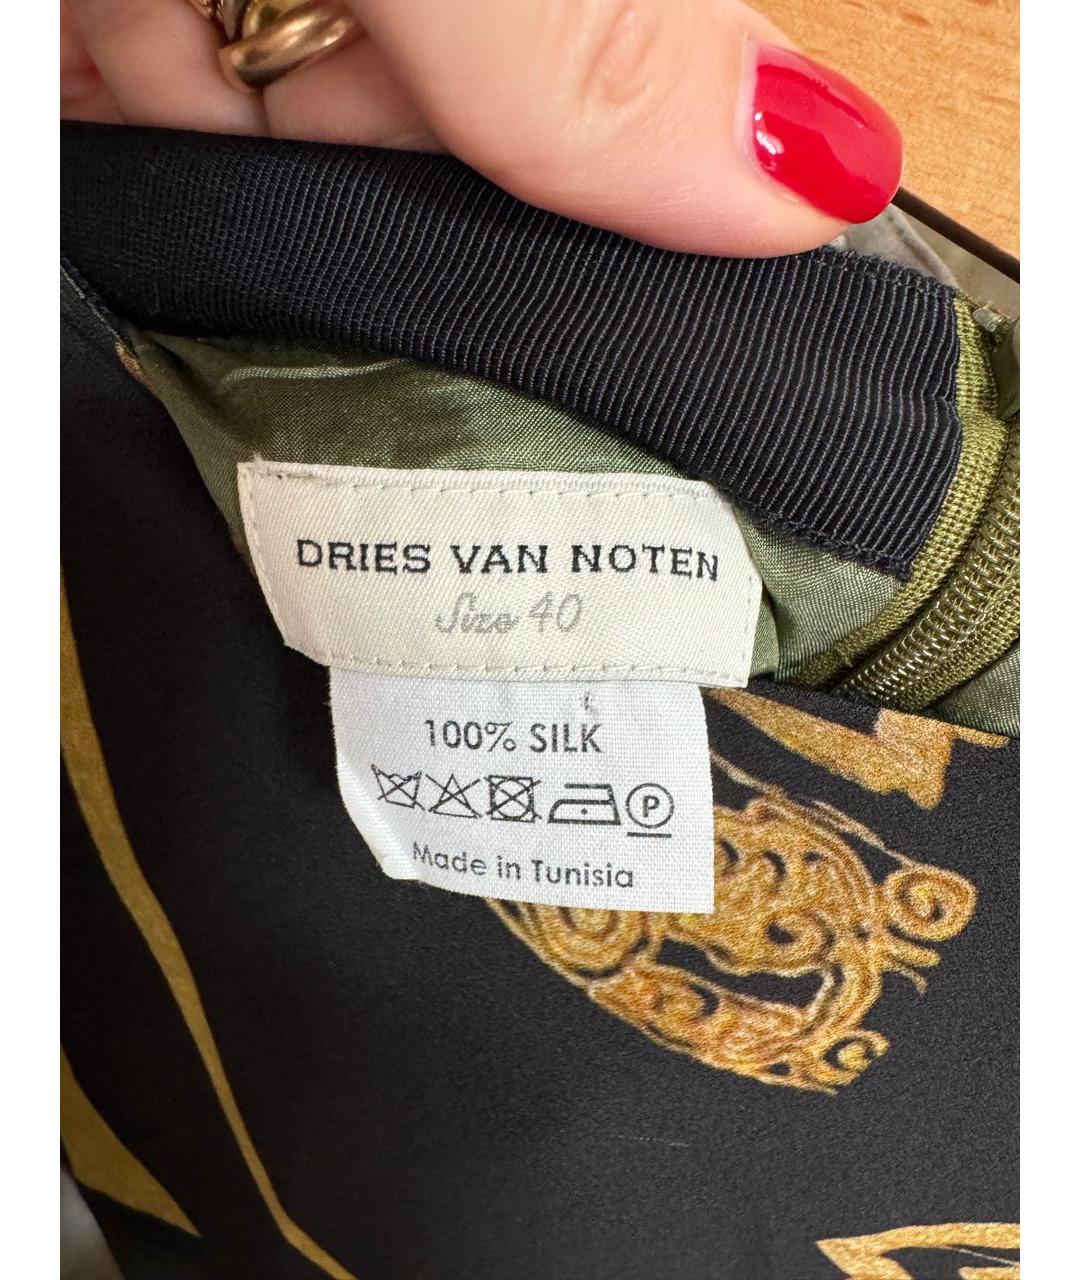 DRIES VAN NOTEN
Size 40
100% SILK
P
Made in Tunisia